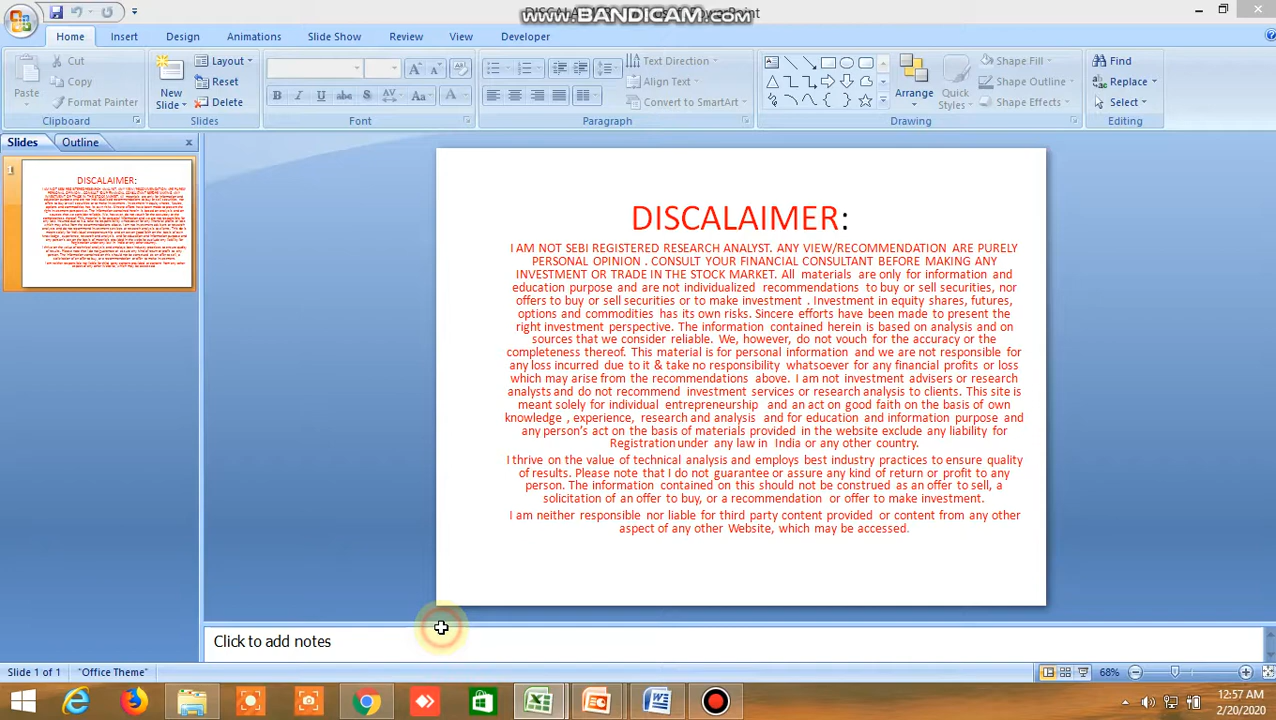 www.BANDICAM.com
Home Insert Design Animations Slide Show Review View Developer
Paste
Cut
Copy
Format Painter
Clipboard
New Slide
Layout
Reset
Delete
Slides
Font
Text Direction
Align Text
Convert to SmartArt
Paragraph
Arrange
Quick Styles
Shape Fill
Shape Outline
Shape Effects
Drawing
Find
Replace
Select
Editing
Slides Outline
1
DISCALAIMER:
I AM NOT SEBI REGISTERED RESEARCH ANALYST. ANY VIEW/RECOMMENDATION ARE PURELY
PERSONAL OPINION . CONSULT YOUR FINANCIAL CONSULTANT BEFORE MAKING ANY
INVESTMENT OR TRADE IN THE STOCK MARKET. All materials are only for information and
education purpose and are not individualized recommendations to buy or sell securities, nor
offers to buy or sell securities or to make investment . Investment in equity shares, futures,
options and commodities has its own risks. Sincere efforts have been made to present the
right investment perspective. The information contained herein is based on analysis and on
sources that we consider reliable. We, however, do not vouch for the accuracy or the
completeness thereof. This material is for personal information and we are not responsible for
any loss incurred due to it & take no responsibility whatsoever for any financial profits or loss
which may arise from the recommendations above. I am not investment advisers or research
analysts and do not recommend investment services or research analysis to clients. This site is
meant solely for individual entrepreneurship and an act on good faith on the basis of own
knowledge , experience, research and analysis and for education and information purpose and
any person's act on the basis of materials provided in the website exclude any liability for
Registration under any law in India or any other country.
I thrive on the value of technical analysis and employs best industry practices to ensure quality
of results. Please note that I do not guarantee or assure any kind of return or profit to any
person. The information contained on this should not be construed as an offer to sell, a
solicitation of an offer to buy, or a recommendation or offer to make investment.
I am neither responsible nor liable for third party content provided or content from any other
aspect of any other Website, which may be accessed.
Click to add notes
Slide 1 of 1 "Office Theme" 68%
12:57 AM
2/20/2020